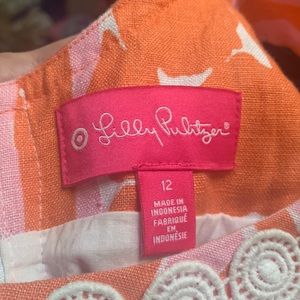 Lilly Pulitzer®
12
MADE IN
INDONESIA
FABRIQUÉ
EN
INDONÉSIE